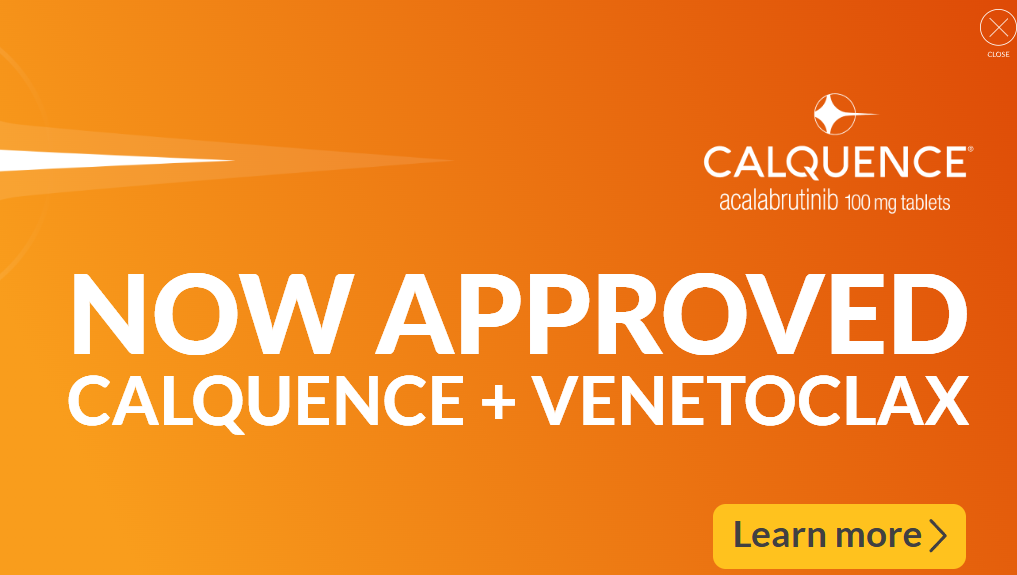 CLOSE
CALQUENCE®
acalabrutinib 100 mg tablets
NOW APPROVED
CALQUENCE + VENETOCLAX
Learn more